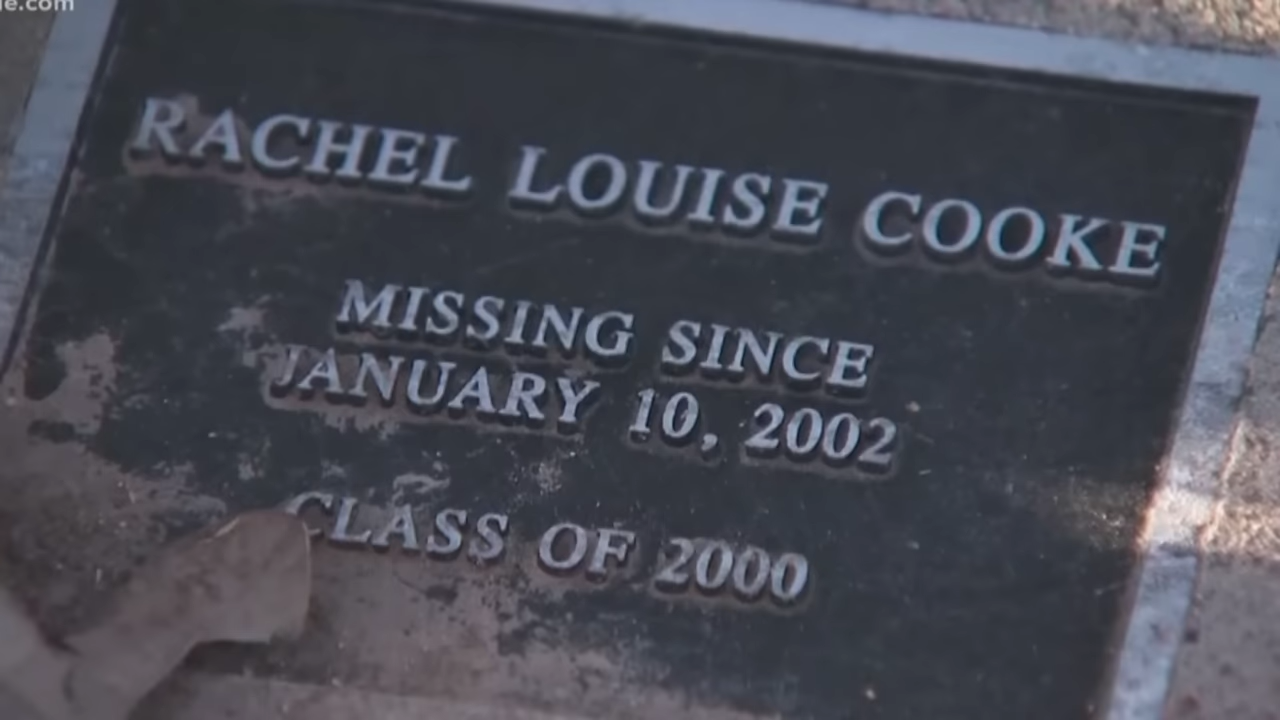 RACHEL LOUISE COOKE
MISSING SINCE
JANUARY 10, 2002
CLASS OF 2000